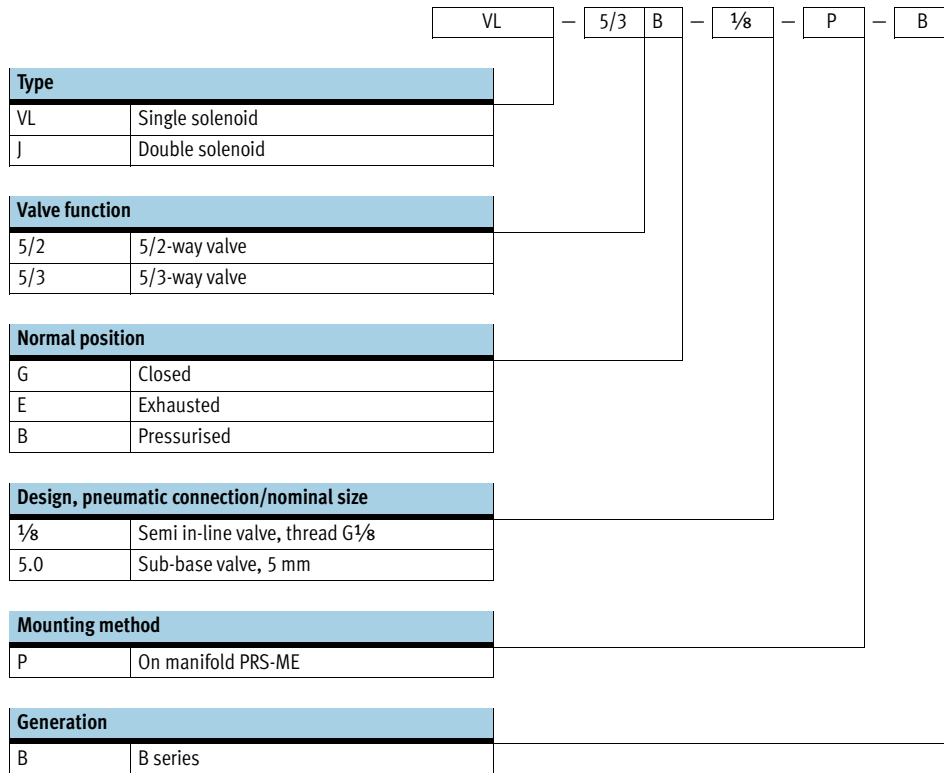 VL – 5/3 B – 1/8 – P – B
Type
VL Single solenoid
J Double solenoid
Valve function
5/2 5/2-way valve
5/3 5/3-way valve
Normal position
G Closed
E Exhausted
B Pressurised
Design, pneumatic connection/nominal size
1/8 Semi in-line valve, thread G1/8
5.0 Sub-base valve, 5 mm
Mounting method
P On manifold PRS-ME
Generation
B B series